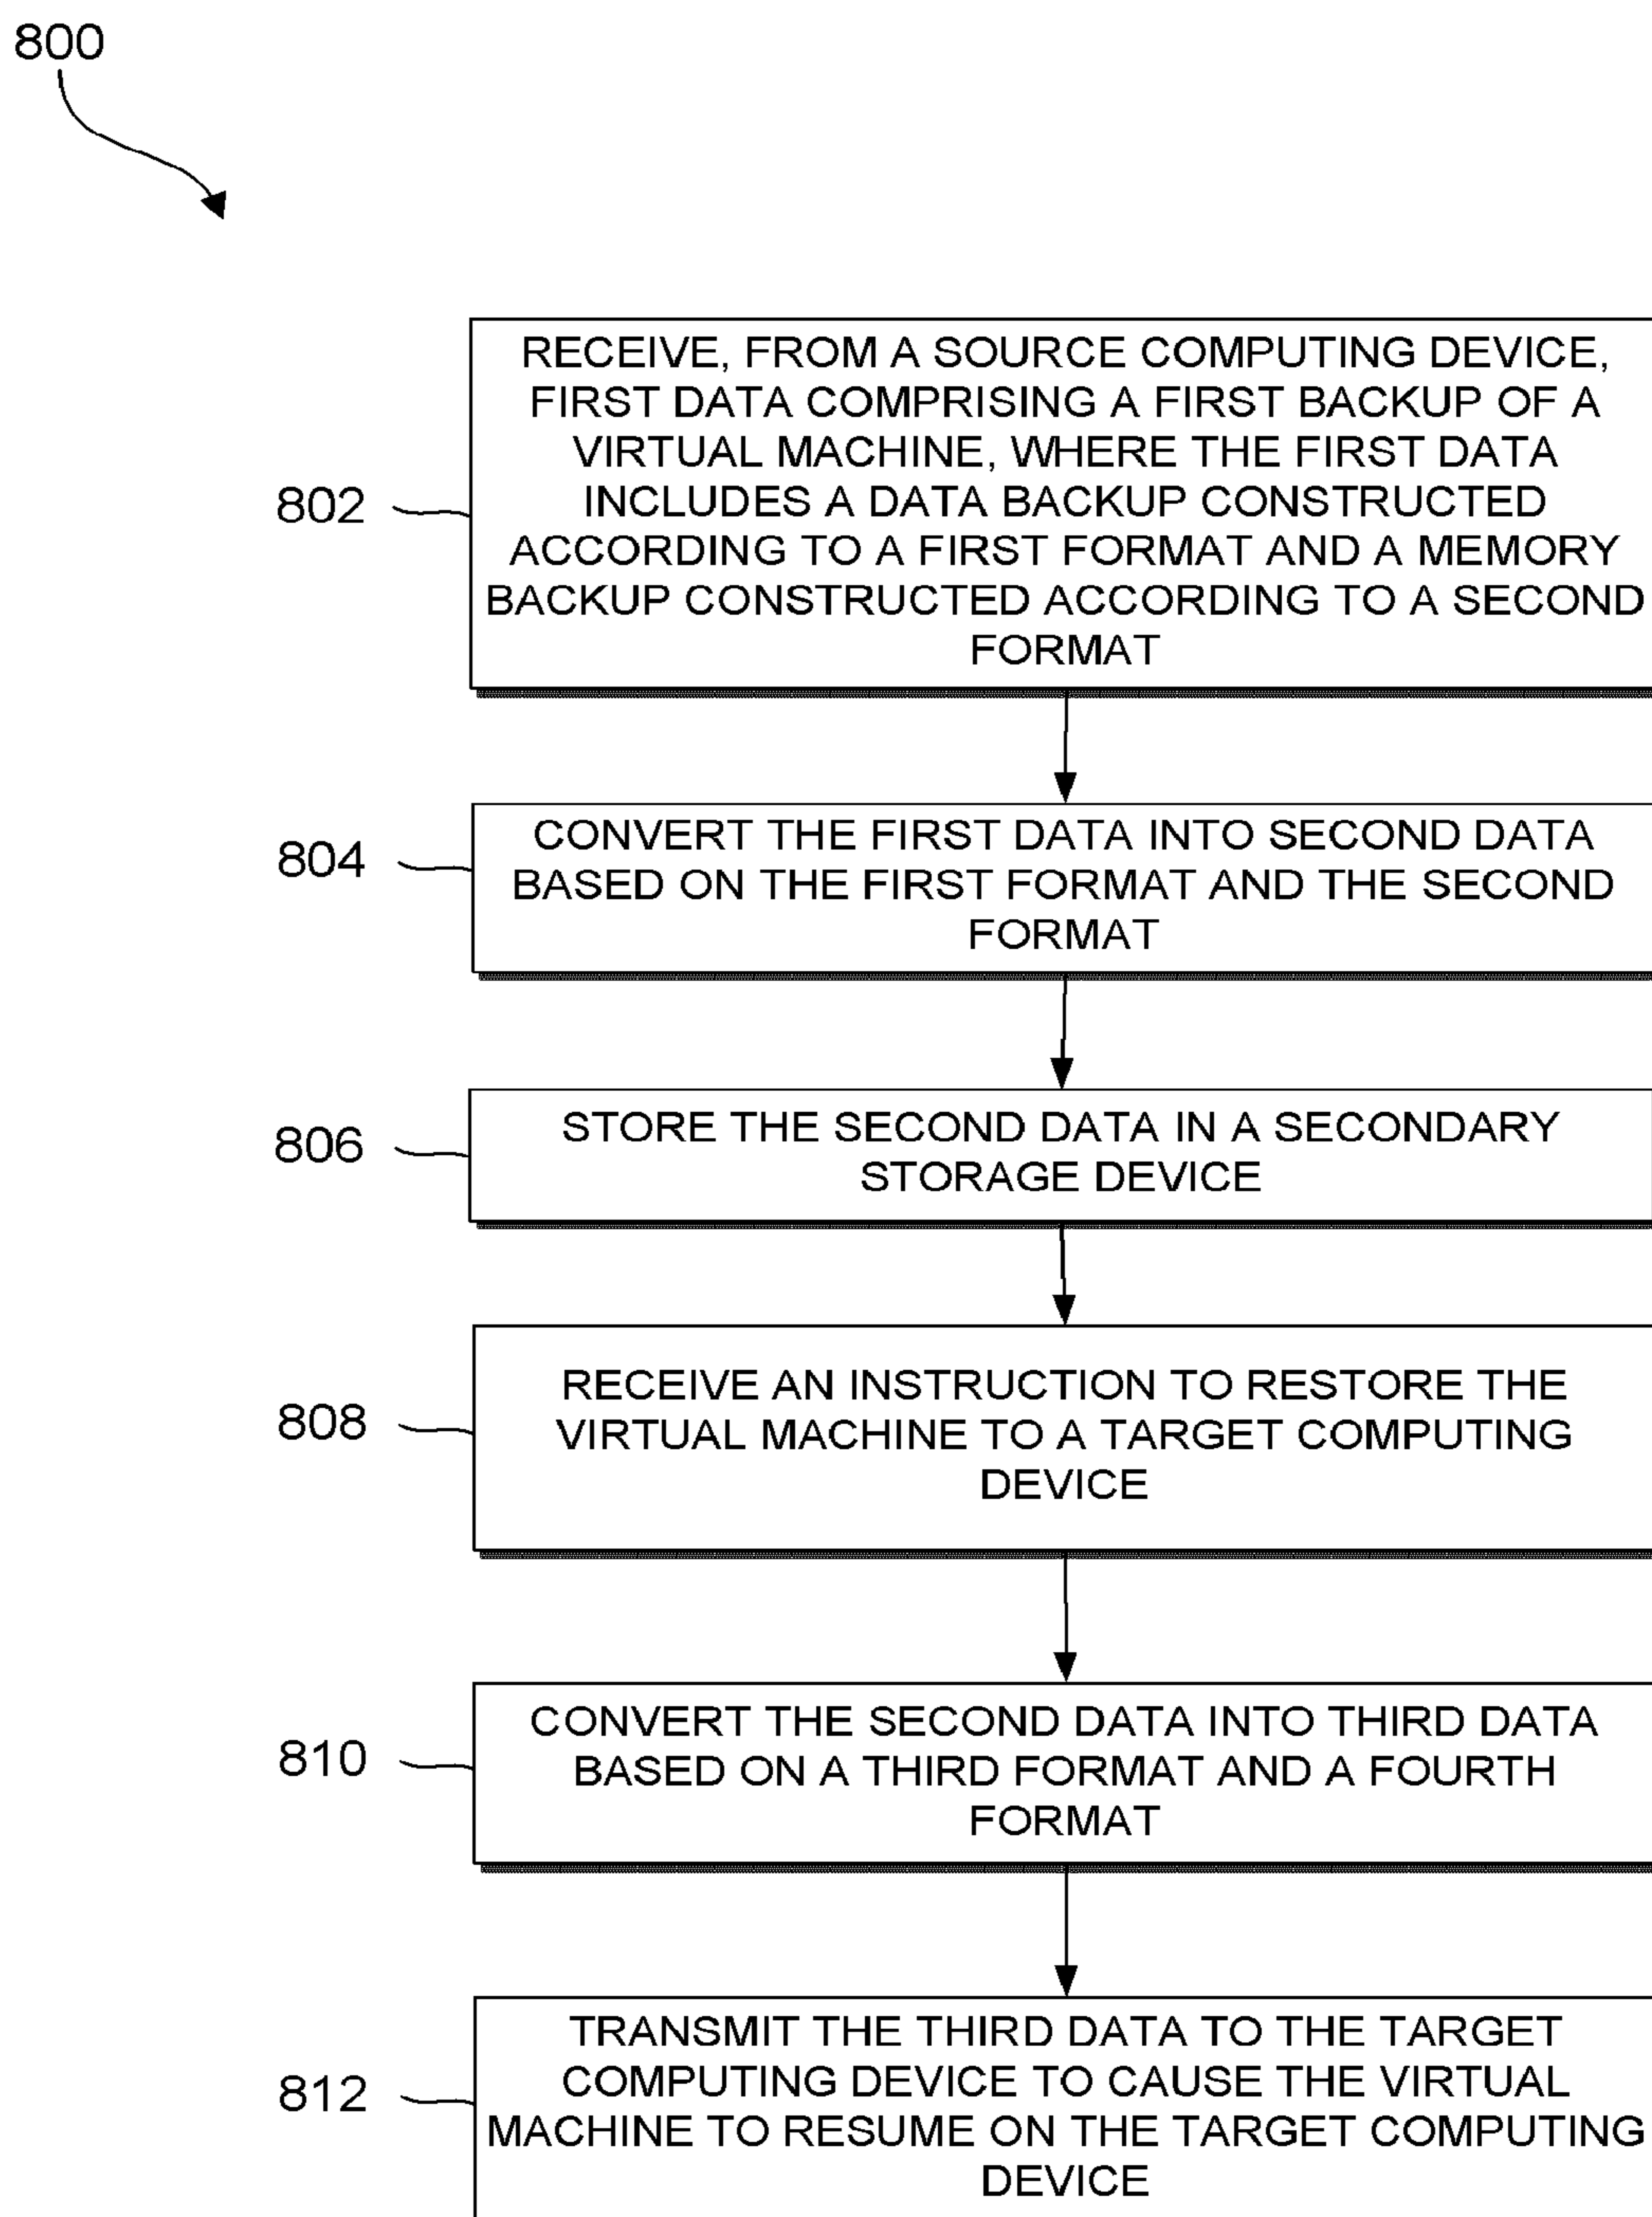 800
802
RECEIVE, FROM A SOURCE COMPUTING DEVICE,
FIRST DATA COMPRISING A FIRST BACKUP OF A
VIRTUAL MACHINE, WHERE THE FIRST DATA
INCLUDES A DATA BACKUP CONSTRUCTED
ACCORDING TO A FIRST FORMAT AND A MEMORY
BACKUP CONSTRUCTED ACCORDING TO A SECOND
FORMAT
804
CONVERT THE FIRST DATA INTO SECOND DATA
BASED ON THE FIRST FORMAT AND THE SECOND
FORMAT
806
STORE THE SECOND DATA IN A SECONDARY
STORAGE DEVICE
808
RECEIVE AN INSTRUCTION TO RESTORE THE
VIRTUAL MACHINE TO A TARGET COMPUTING
DEVICE
810
CONVERT THE SECOND DATA INTO THIRD DATA
BASED ON A THIRD FORMAT AND A FOURTH
FORMAT
812
TRANSMIT THE THIRD DATA TO THE TARGET
COMPUTING DEVICE TO CAUSE THE VIRTUAL
MACHINE TO RESUME ON THE TARGET COMPUTING
DEVICE